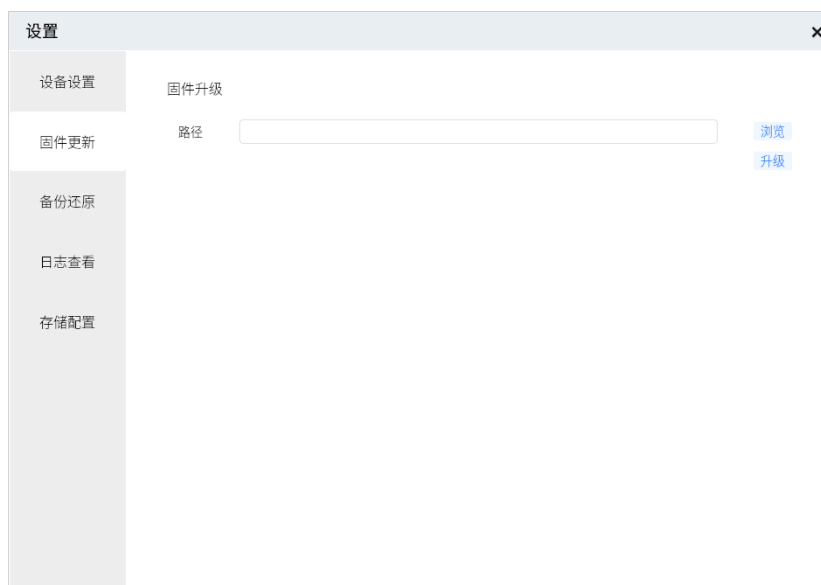 设置 ×
设备设置
固件更新
备份还原
日志查看
存储配置
固件升级
路径 浏览
升级